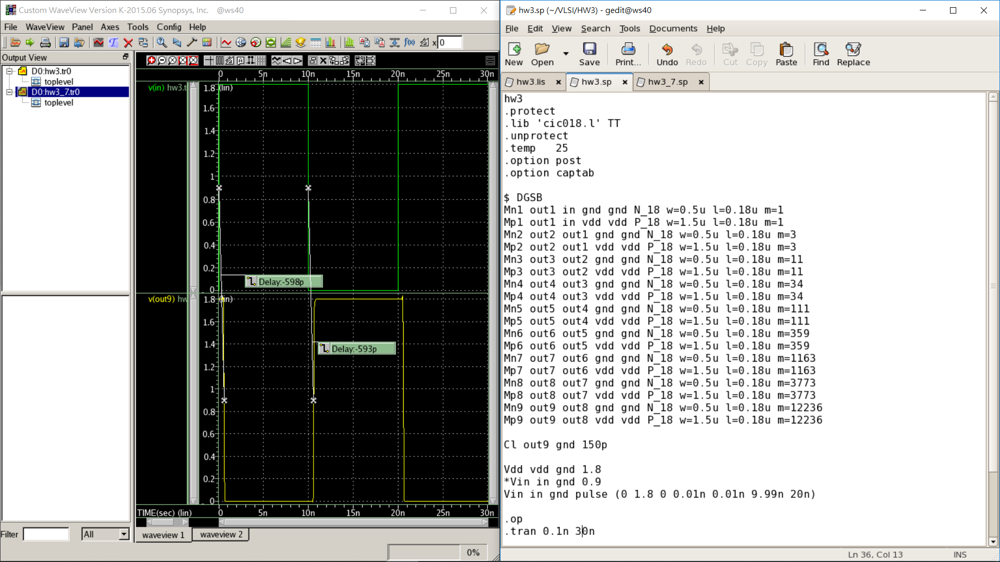 Custom WaveView Version K-2015.06 Synopsys, Inc. @ws40
File WaveView Panel Axes Tools Config Help
x 0
Output View
D0:hw3.tr0
toplevel
D0:hw3_7.tr0
toplevel
Filter
All
0 5n 10n 15n 20n 25n 30n
v(in) hw3.t
(lin)
1.8
1.6
1.4
1.2
1
0.8
0.6
0.4
0.2
0
Delay:-598p
v(out9) hw
1.8
1.6
1.4
1.2
1
0.8
0.6
0.4
0.2
0
Delay:-593p
TIME(sec) (lin) 0 5n 10n 15n 20n 25n 30n
waveview 1 waveview 2
0%
hw3.sp (~/VLSI/HW3) - gedit@ws40
File Edit View Search Tools Documents Help
New Open Save Print... Undo Redo Cut Copy Paste Find Replace
hw3.lis hw3.sp hw3_7.sp
hw3
.protect
.lib 'cic018.l' TT
.unprotect
.temp 25
.option post
.option captab
$ DGSB
Mn1 out1 in gnd gnd N_18 w=0.5u l=0.18u m=1
Mp1 out1 in vdd vdd P_18 w=1.5u l=0.18u m=1
Mn2 out2 out1 gnd gnd N_18 w=0.5u l=0.18u m=3
Mp2 out2 out1 vdd vdd P_18 w=1.5u l=0.18u m=3
Mn3 out3 out2 gnd gnd N_18 w=0.5u l=0.18u m=11
Mp3 out3 out2 vdd vdd P_18 w=1.5u l=0.18u m=11
Mn4 out4 out3 gnd gnd N_18 w=0.5u l=0.18u m=34
Mp4 out4 out3 vdd vdd P_18 w=1.5u l=0.18u m=34
Mn5 out5 out4 gnd gnd N_18 w=0.5u l=0.18u m=111
Mp5 out5 out4 vdd vdd P_18 w=1.5u l=0.18u m=111
Mn6 out6 out5 gnd gnd N_18 w=0.5u l=0.18u m=359
Mp6 out6 out5 vdd vdd P_18 w=1.5u l=0.18u m=359
Mn7 out7 out6 gnd gnd N_18 w=0.5u l=0.18u m=1163
Mp7 out7 out6 vdd vdd P_18 w=1.5u l=0.18u m=1163
Mn8 out8 out7 gnd gnd N_18 w=0.5u l=0.18u m=3773
Mp8 out8 out7 vdd vdd P_18 w=1.5u l=0.18u m=3773
Mn9 out9 out8 gnd gnd N_18 w=0.5u l=0.18u m=12236
Mp9 out9 out8 vdd vdd P_18 w=1.5u l=0.18u m=12236
Cl out9 gnd 150p
Vdd vdd gnd 1.8
*Vin in gnd 0.9
Vin in gnd pulse (0 1.8 0 0.01n 0.01n 9.99n 20n)
.op
.tran 0.1n 30n
Ln 36, Col 13 INS